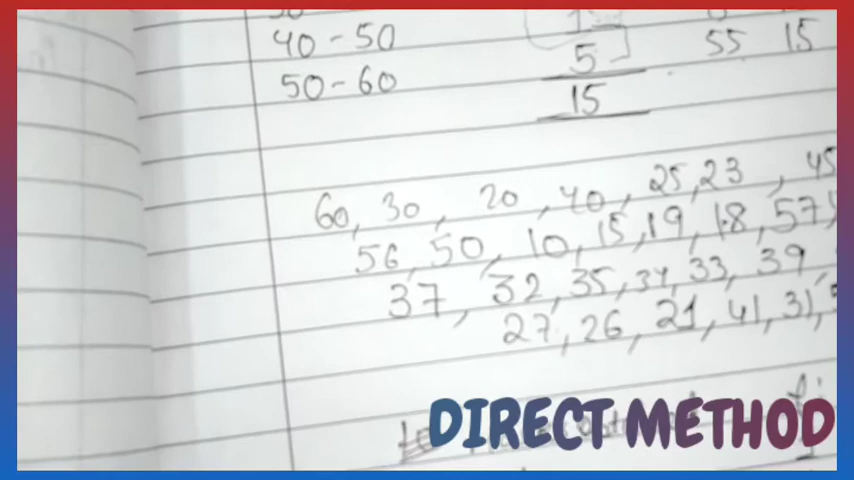 40 - 50 1
50 - 60 5 55 15
15
60, 30, 20, 40, 25, 23, 45
56, 50, 10, 15, 19, 18, 57,
37, 32, 35, 34, 33, 39,
27, 26, 21, 41, 31,
DIRECT METHOD